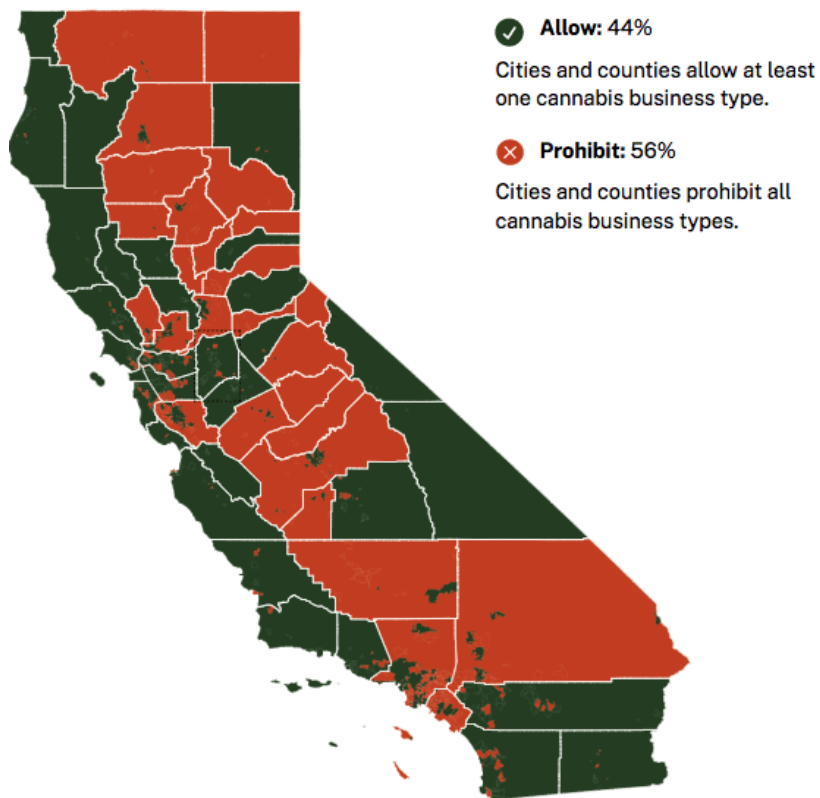 Allow: 44%
Cities and counties allow at least
one cannabis business type.
Prohibit: 56%
Cities and counties prohibit all
cannabis business types.